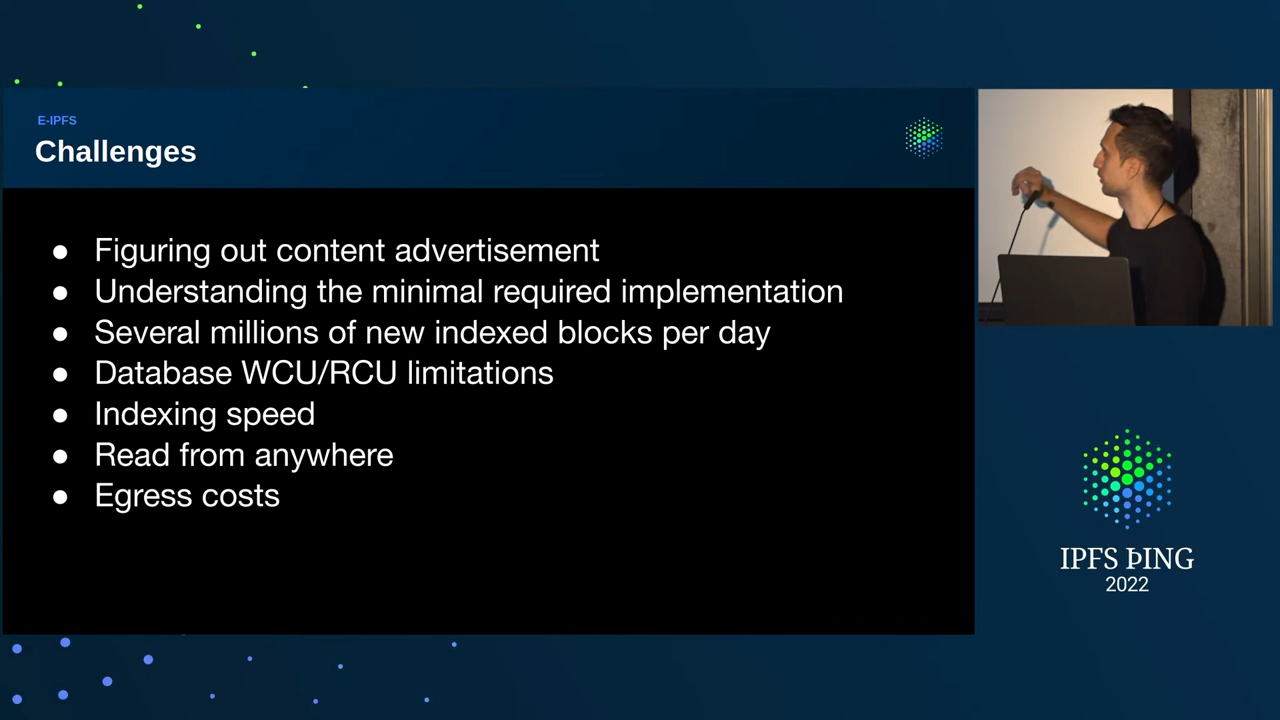 E-IPFS
Challenges
● Figuring out content advertisement
● Understanding the minimal required implementation
● Several millions of new indexed blocks per day
● Database WCU/RCU limitations
● Indexing speed
● Read from anywhere
● Egress costs
IPFS ÞING
2022